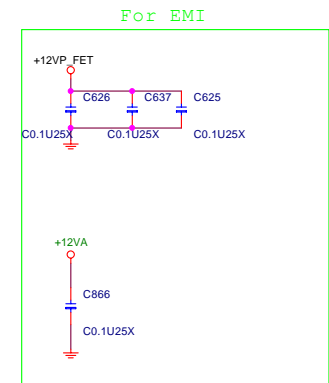 For EMI
+12VP_FET
C626 C637 C625
C0.1U25X C0.1U25X C0.1U25X
+12VA
C866
C0.1U25X